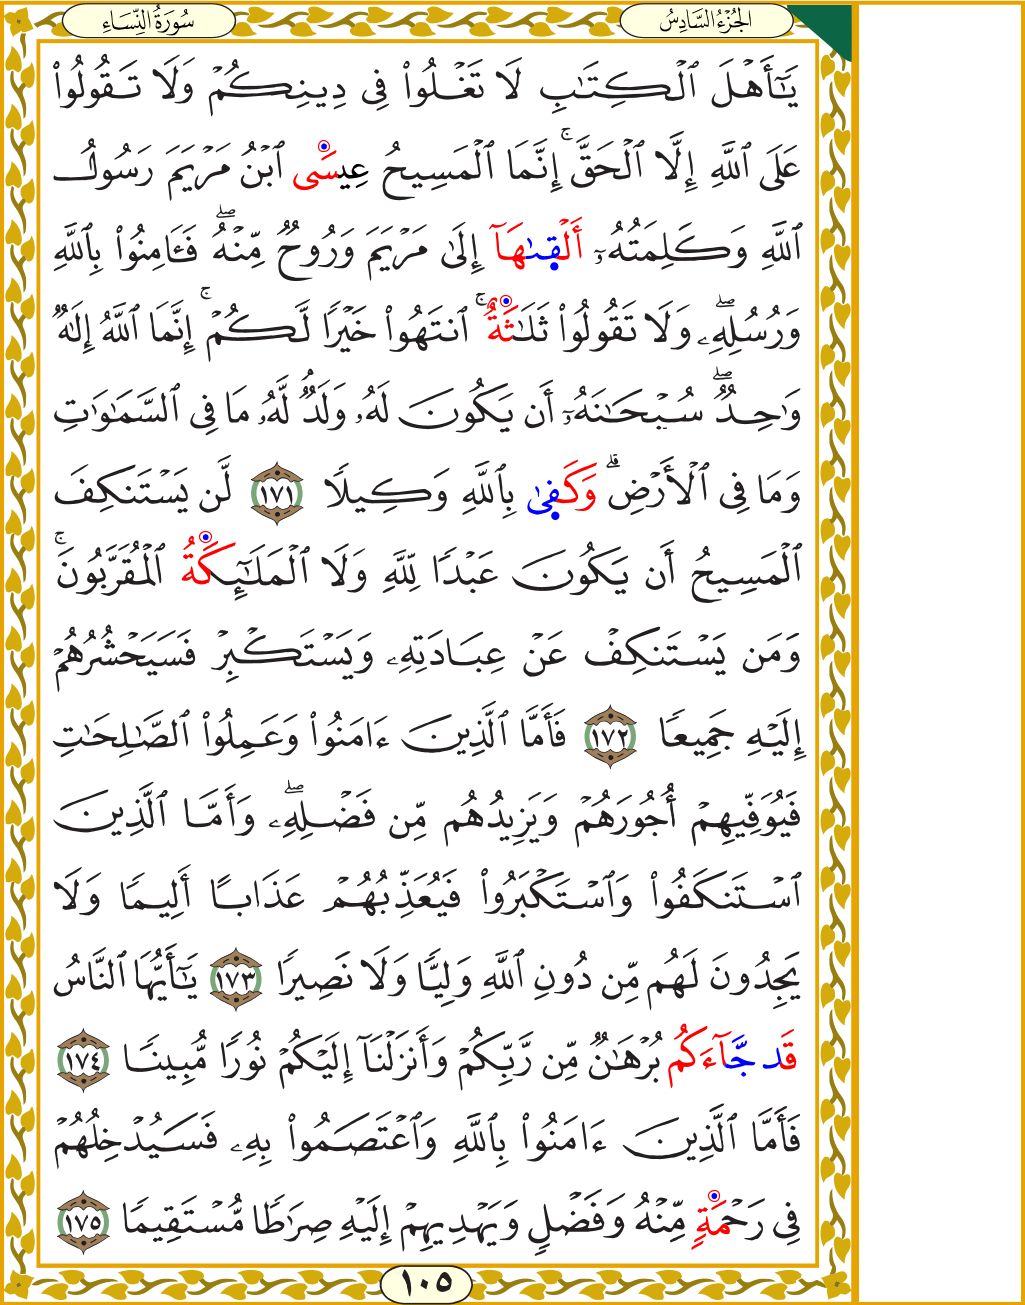 الجُزْءُ السَّادِسُ
سُورَةُ النِّسَاءِ
يَٰٓأَهۡلَ ٱلۡكِتَٰبِ لَا تَغۡلُواْ فِي دِينِكُمۡ وَلَا تَقُولُواْ
عَلَى ٱللَّهِ إِلَّا ٱلۡحَقَّۚ إِنَّمَا ٱلۡمَسِيحُ عِيسَى ٱبۡنُ مَرۡيَمَ رَسُولُ
ٱللَّهِ وَكَلِمَتُهُۥٓ أَلۡقىٰهَآ إِلَىٰ مَرۡيَمَ وَرُوحٞ مِّنۡهُۖ فَـَٔامِنُواْ بِٱللَّهِ
وَرُسُلِهِۦۖ وَلَا تَقُولُواْ ثَلَٰثَةٌۚ ٱنتَهُواْ خَيۡرٗا لَّكُمۡۚ إِنَّمَا ٱللَّهُ إِلَٰهٞ
وَٰحِدٞۖ سُبۡحَٰنَهُۥٓ أَن يَكُونَ لَهُۥ وَلَدٞۘ لَّهُۥ مَا فِي ٱلسَّمَٰوَٰتِ
وَمَا فِي ٱلۡأَرۡضِۗ وَكَفىٰ بِٱللَّهِ وَكِيلٗا ١٧١ لَّن يَسۡتَنكِفَ
ٱلۡمَسِيحُ أَن يَكُونَ عَبۡدٗا لِّلَّهِ وَلَا ٱلۡمَلَٰٓئِكَةُ ٱلۡمُقَرَّبُونَۚ
وَمَن يَسۡتَنكِفۡ عَنۡ عِبَادَتِهِۦ وَيَسۡتَكۡبِرۡ فَسَيَحۡشُرُهُمۡ
إِلَيۡهِ جَمِيعٗا ١٧٢ فَأَمَّا ٱلَّذِينَ ءَامَنُواْ وَعَمِلُواْ ٱلصَّٰلِحَٰتِ
فَيُوَفِّيهِمۡ أُجُورَهُمۡ وَيَزِيدُهُم مِّن فَضۡلِهِۦۖ وَأَمَّا ٱلَّذِينَ
ٱسۡتَنكَفُواْ وَٱسۡتَكۡبَرُواْ فَيُعَذِّبُهُمۡ عَذَابًا أَلِيمٗا وَلَا
يَجِدُونَ لَهُم مِّن دُونِ ٱللَّهِ وَلِيّٗا وَلَا نَصِيرٗا ١٧٣ يَٰٓأَيُّهَا ٱلنَّاسُ
قَد جَّآءَكُم بُرۡهَٰنٞ مِّن رَّبِّكُمۡ وَأَنزَلۡنَآ إِلَيۡكُمۡ نُورٗا مُّبِينٗا ١٧٤
فَأَمَّا ٱلَّذِينَ ءَامَنُواْ بِٱللَّهِ وَٱعۡتَصَمُواْ بِهِۦ فَسَيُدۡخِلُهُمۡ
فِي رَحۡمَةٖ مِّنۡهُ وَفَضۡلٖ وَيَهۡدِيهِمۡ إِلَيۡهِ صِرَٰطٗا مُّسۡتَقِيمٗا ١٧٥
١٠٥